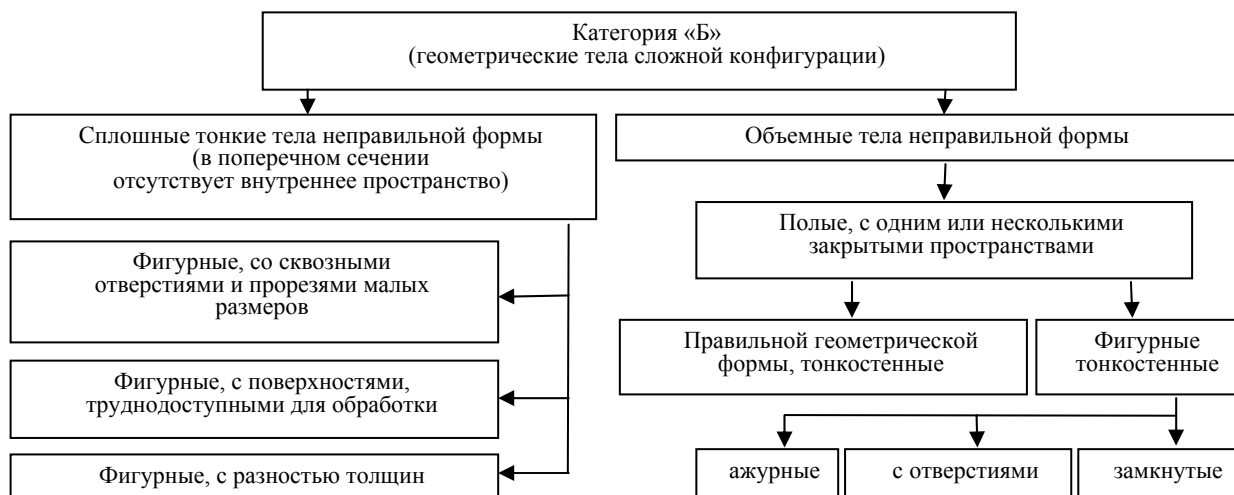 Категория «Б»
(геометрические тела сложной конфигурации)
Сплошные тонкие тела неправильной формы
(в поперечном сечении
отсутствует внутреннее пространство)
Фигурные, со сквозными
отверстиями и прорезями малых
размеров
Фигурные, с поверхностями,
труднодоступными для обработки
Фигурные, с разностью толщин
Объемные тела неправильной формы
Полые, с одним или несколькими
закрытыми пространствами
Правильной геометрической
формы, тонкостенные
Фигурные
тонкостенные
ажурные
с отверстиями
замкнутые